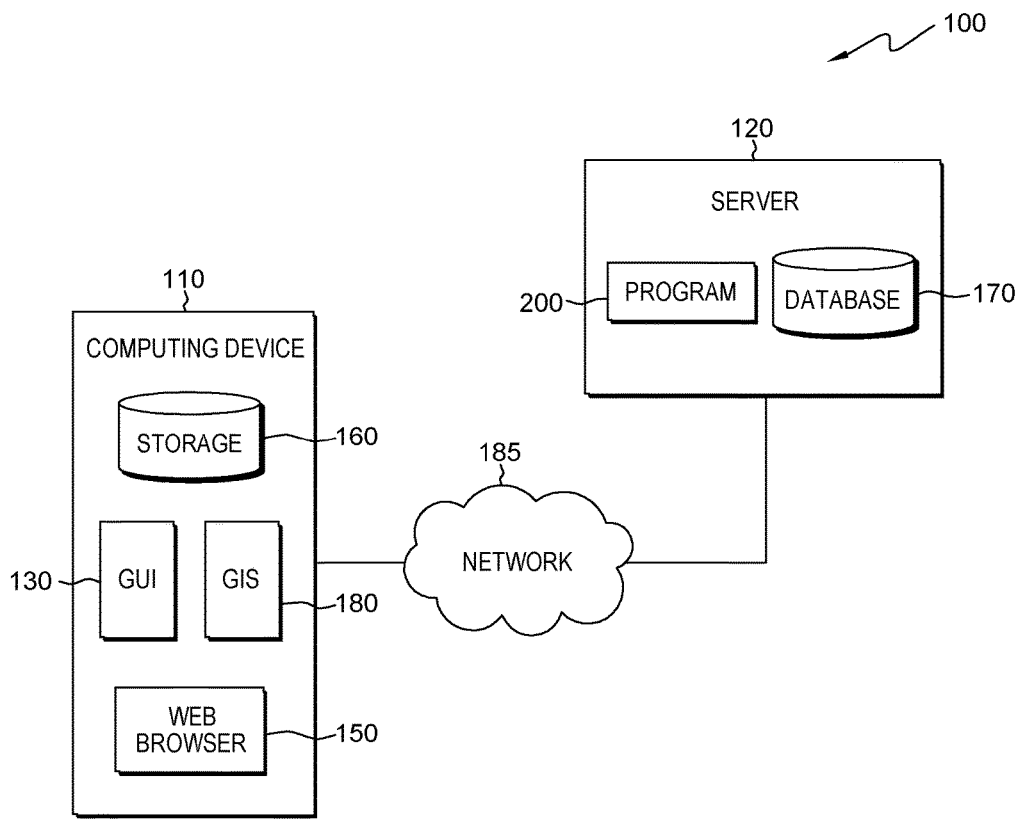 100
120
SERVER
200
PROGRAM
DATABASE
170
110
COMPUTING DEVICE
STORAGE
160
185
NETWORK
130
GUI
GIS
180
WEB
BROWSER
150